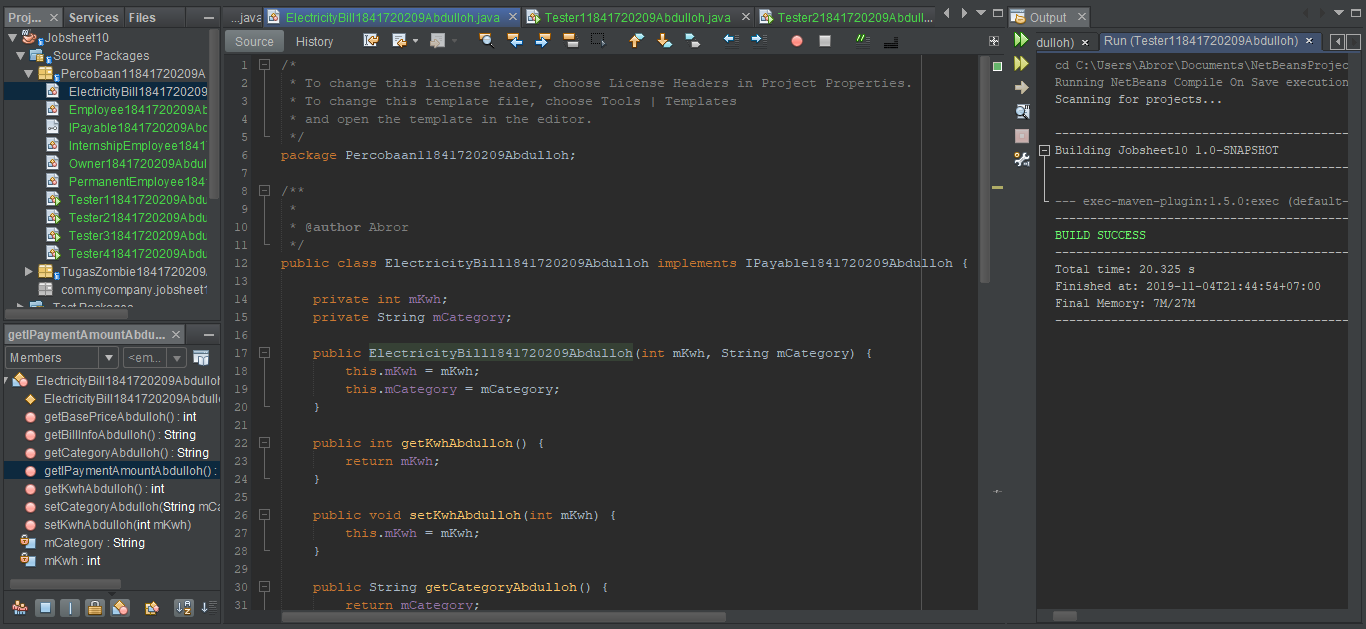 Proj... Services Files
Jobsheet10
Source Packages
Percobaan11841720209A
ElectricityBill1841720209
Employee1841720209Ab
IPayable1841720209Abd
InternshipEmployee1841
Owner1841720209Abdul
PermanentEmployee184
Tester11841720209Abdu
Tester21841720209Abdu
Tester31841720209Abdu
Tester41841720209Abdu
TugasZombie1841720209.
com.mycompany.jobsheet1
Test Packages
getIPaymentAmountAbdu...
Members <em...
ElectricityBill1841720209Abdulloh
ElectricityBill1841720209Abdull
getBasePriceAbdulloh() : int
getBillInfoAbdulloh() : String
getCategoryAbdulloh() : String
getIPaymentAmountAbdulloh() :
getKwhAbdulloh() : int
setCategoryAbdulloh(String mCa
setKwhAbdulloh(int mKwh)
mCategory : String
mKwh : int
...java ElectricityBill1841720209Abdulloh.java Tester11841720209Abdulloh.java Tester21841720209Abdull...
Source History
1 /*
2 * To change this license header, choose License Headers in Project Properties.
3 * To change this template file, choose Tools | Templates
4 * and open the template in the editor.
5 */
6 package Percobaan11841720209Abdulloh;
7
8 /**
9 *
10 * @author Abror
11 */
12 public class ElectricityBill1841720209Abdulloh implements IPayable1841720209Abdulloh {
13
14 private int mKwh;
15 private String mCategory;
16
17 public ElectricityBill1841720209Abdulloh(int mKwh, String mCategory) {
18 this.mKwh = mKwh;
19 this.mCategory = mCategory;
20 }
21
22 public int getKwhAbdulloh() {
23 return mKwh;
24 }
25
26 public void setKwhAbdulloh(int mKwh) {
27 this.mKwh = mKwh;
28 }
29
30 public String getCategoryAbdulloh() {
31 return mCategory;
Output
dulloh) Run (Tester11841720209Abdulloh)
cd C:\Users\Abror\Documents\NetBeansProjec
Running NetBeans Compile On Save execution
Scanning for projects...
------------------------------------------
Building Jobsheet10 1.0-SNAPSHOT
------------------------------------------
--- exec-maven-plugin:1.5.0:exec (default-
------------------------------------------
BUILD SUCCESS
------------------------------------------
Total time: 20.325 s
Finished at: 2019-11-04T21:44:54+07:00
Final Memory: 7M/27M
------------------------------------------